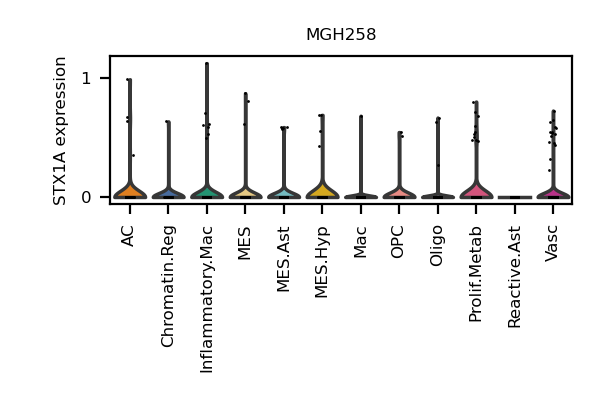 MGH258
STX1A expression
1
0
AC
Chromatin.Reg
Inflammatory.Mac
MES
MES.Ast
MES.Hyp
Mac
OPC
Oligo
Prolif.Metab
Reactive.Ast
Vasc